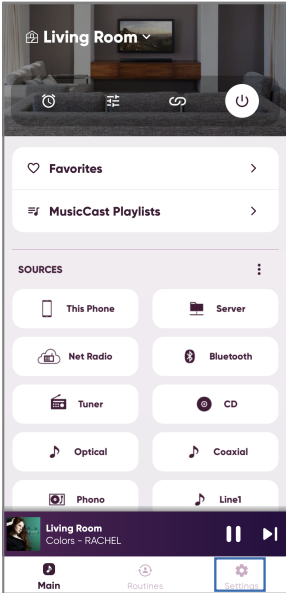 Living Room
Favorites
MusicCast Playlists
SOURCES
This Phone
Server
Net Radio
Bluetooth
Tuner
CD
Optical
Coaxial
Phono
Line1
Living Room
Colors - RACHEL
Main
Routines
Settings